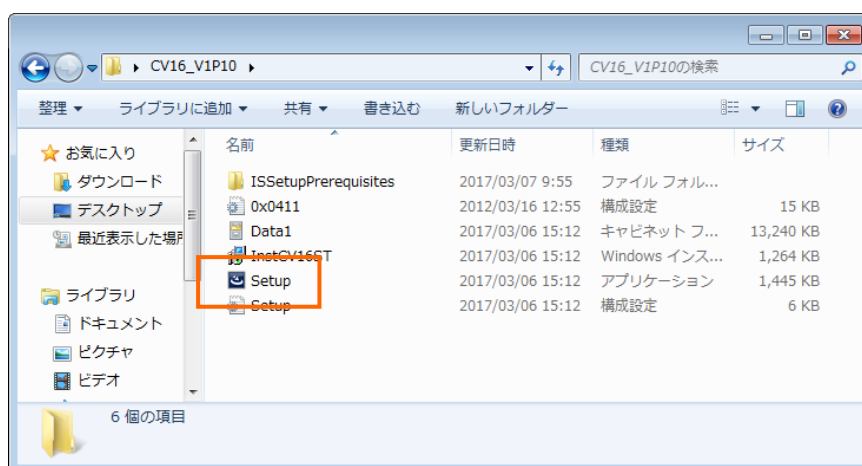 CV16_V1P10
CV16_V1P10の検索
整理 ライブラリに追加 共有 書き込む 新しいフォルダー
お気に入り
ダウンロード
デスクトップ
最近表示した場所
ライブラリ
ドキュメント
ピクチャ
ビデオ
名前 更新日時 種類 サイズ
ISSetupPrerequisites 2017/03/07 9:55 ファイル フォル...
0x0411 2012/03/16 12:55 構成設定 15 KB
Data1 2017/03/06 15:12 キャビネット フ... 13,240 KB
InstCV16ST 2017/03/06 15:12 Windows インス... 1,264 KB
Setup 2017/03/06 15:12 アプリケーション 1,445 KB
Setup 2017/03/06 15:12 構成設定 6 KB
6 個の項目